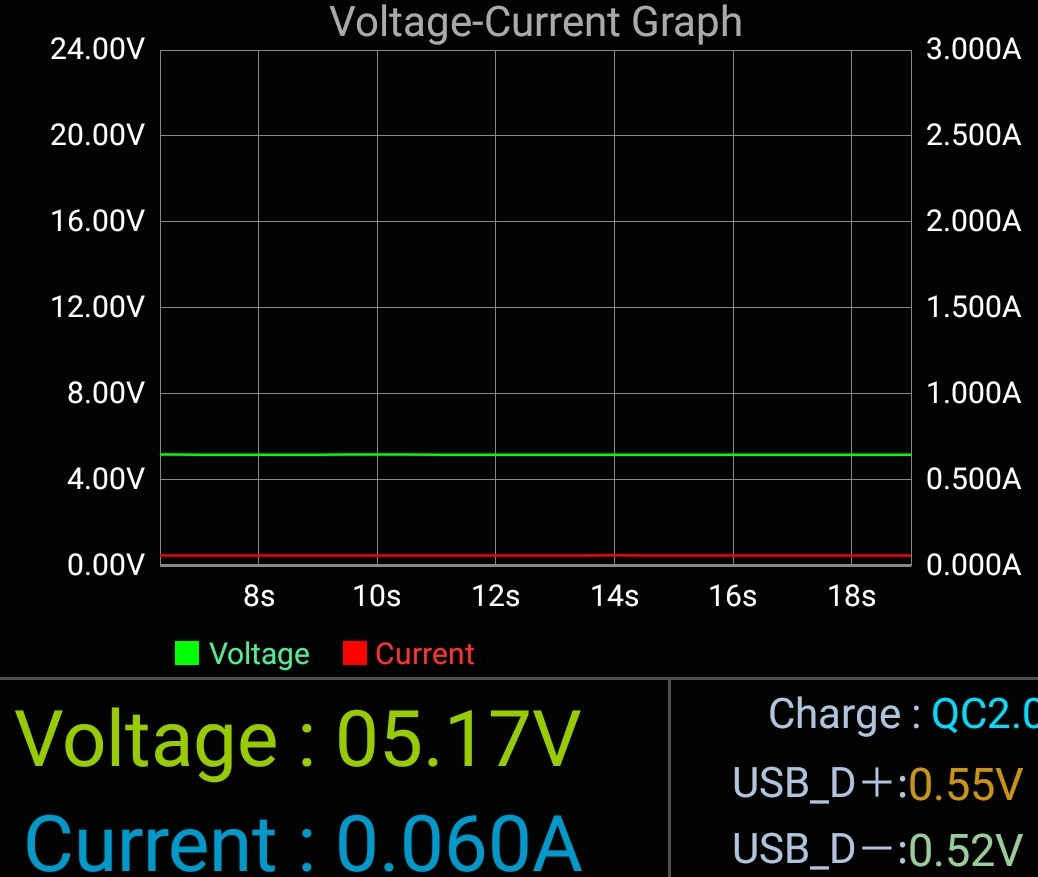 Voltage-Current Graph
24.00V 3.000A
20.00V 2.500A
16.00V 2.000A
12.00V 1.500A
8.00V 1.000A
4.00V 0.500A
0.00V 0.000A
8s 10s 12s 14s 16s 18s
Voltage Current
Voltage : 05.17V
Current : 0.060A
Charge : QC2.0
USB_D+:0.55V
USB_D−:0.52V